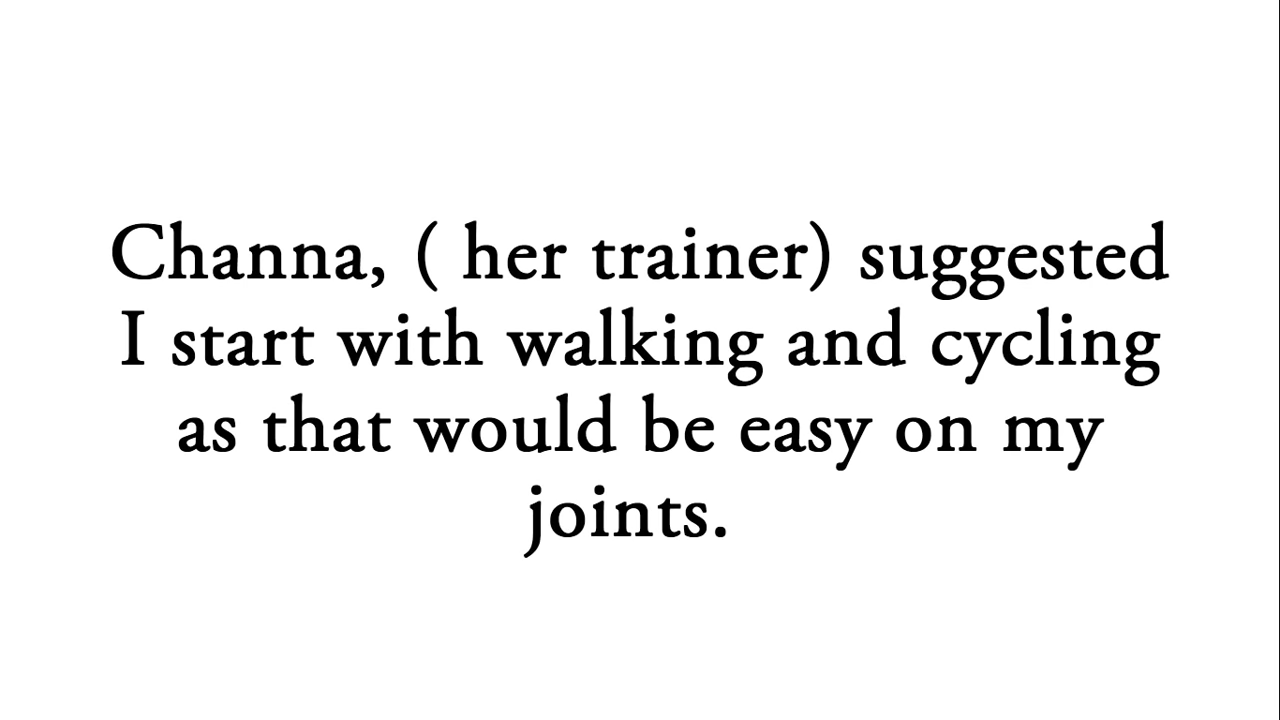 Channa, ( her trainer) suggested
I start with walking and cycling
as that would be easy on my
joints.